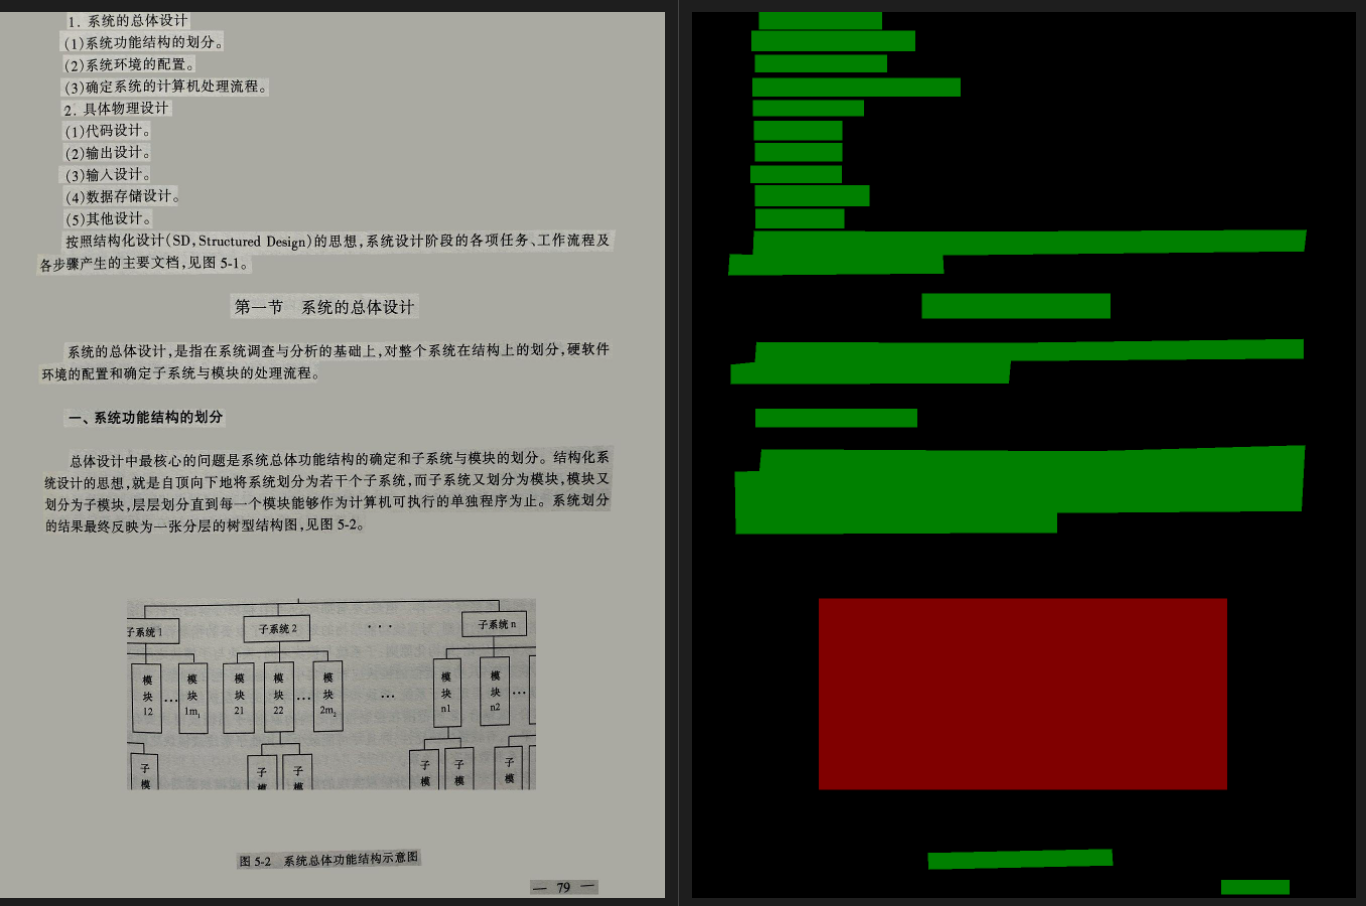 1. 系统的总体设计
(1)系统功能结构的划分。
(2)系统环境的配置。
(3)确定系统的计算机处理流程。
2. 具体物理设计
(1)代码设计。
(2)输出设计。
(3)输入设计。
(4)数据存储设计。
(5)其他设计。
按照结构化设计(SD,Structured Design)的思想,系统设计阶段的各项任务、工作流程及
各步骤产生的主要文档,见图 5-1。
第一节　系统的总体设计
系统的总体设计,是指在系统调查与分析的基础上,对整个系统在结构上的划分,硬软件
环境的配置和确定子系统与模块的处理流程。
一、系统功能结构的划分
总体设计中最核心的问题是系统总体功能结构的确定和子系统与模块的划分。结构化系
统设计的思想,就是自顶向下地将系统划分为若干个子系统,而子系统又划分为模块,模块又
划分为子模块,层层划分直到每一个模块能够作为计算机可执行的单独程序为止。系统划分
的结果最终反映为一张分层的树型结构图,见图 5-2。
子系统 1 子系统 2 · · · 子系统 n
模块12 … 模块1m₁ 模块21 模块22 … 模块2m₂ … 模块n1 模块n2 …
子模 子模 子模 子模 子模 子模
图 5-2　系统总体功能结构示意图
— 79 —